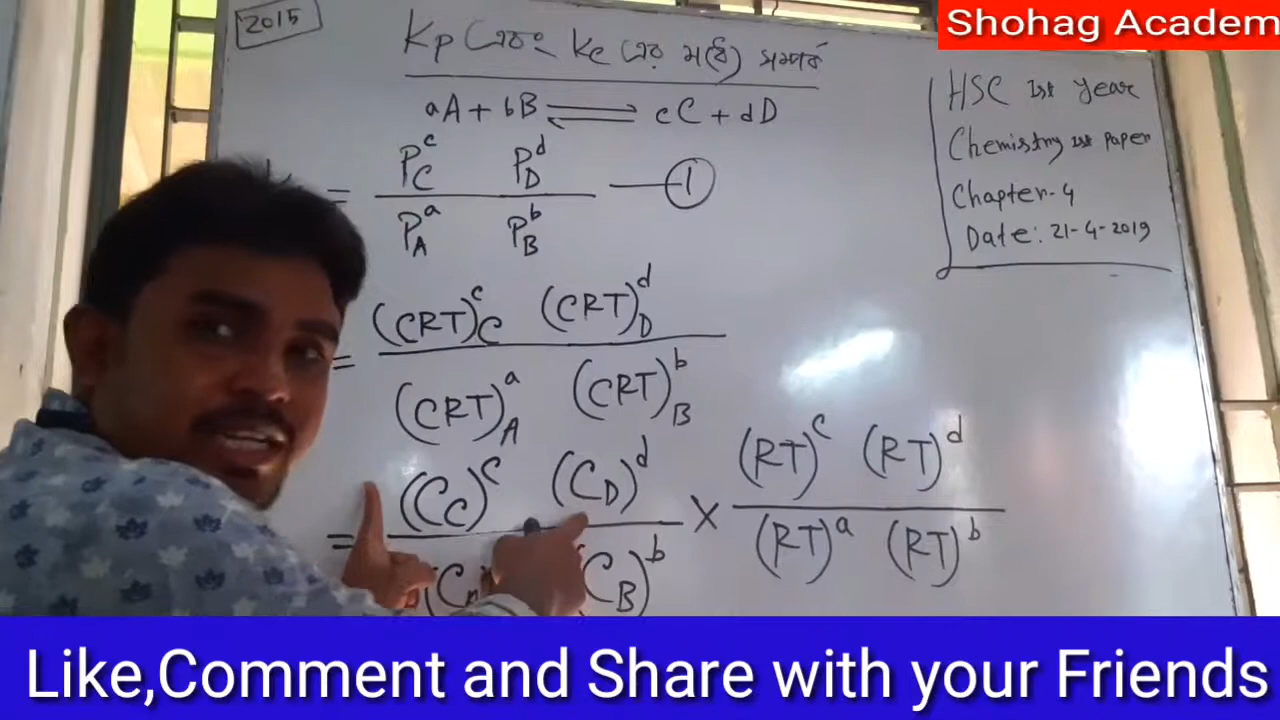 Shohag Academ
2015
Kp এবং Kc এর মধ্যে সম্পর্ক
aA + bB ⇌ cC + dD
HSC 1st year
Chemistry 1st Paper
Chapter-4
Date: 21-4-2019
= P_C^c P_D^d / P_A^a P_B^b — ①
= (CRT)_C^c (CRT)_D^d / (CRT)_A^a (CRT)_B^b
= (C_C)^c (C_D)^d / (C (C_B)^b × (RT)^c (RT)^d / (RT)^a (RT)^b
Like,Comment and Share with your Friends